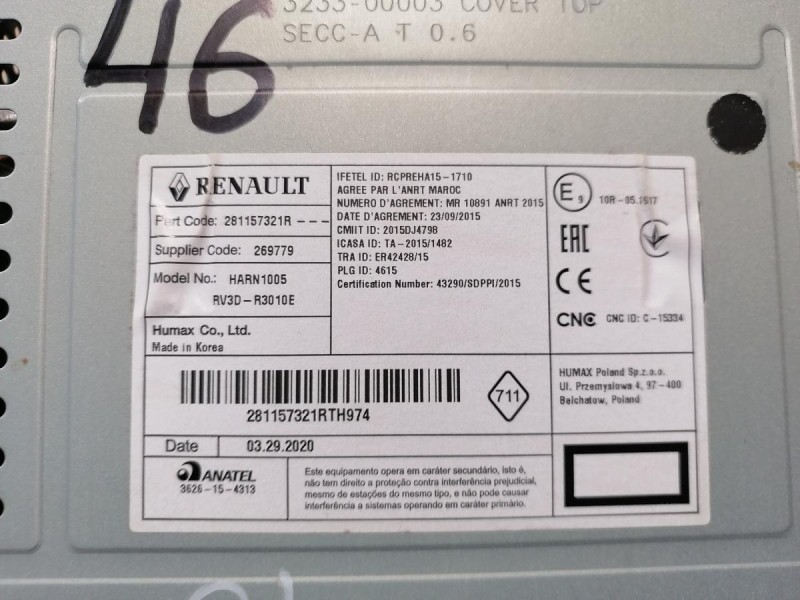 3233-00003 COVER TOP
SECC-A T 0.6
46
RENAULT
Part Code: 281157321R ---
Supplier Code: 269779
Model No.: HARN1005
RV3D-R3010E
Humax Co., Ltd.
Made in Korea
IFETEL ID: RCPREHA15-1710
AGREE PAR L'ANRT MAROC
NUMERO D'AGREMENT: MR 10891 ANRT 2015
DATE D'AGREMENT: 23/09/2015
CMIIT ID: 2015DJ4798
ICASA ID: TA-2015/1482
TRA ID: ER42428/15
PLG ID: 4615
Certification Number: 43290/SDPPI/2015
E9 10R-05.1617
EAC
CE
CNC CNC ID: C-15334
281157321RTH974
711
HUMAX Poland Sp.z.o.o.
Ul. Przemyslowa 4, 97-400
Belchatow, Poland
Date 03.29.2020
ANATEL
3626-15-4313
Este equipamento opera em caráter secundário, isto é,
não tem direito a proteção contra interferência prejudicial,
mesmo de estações do mesmo tipo, e não pode causar
interferência a sistemas operando em caráter primário.